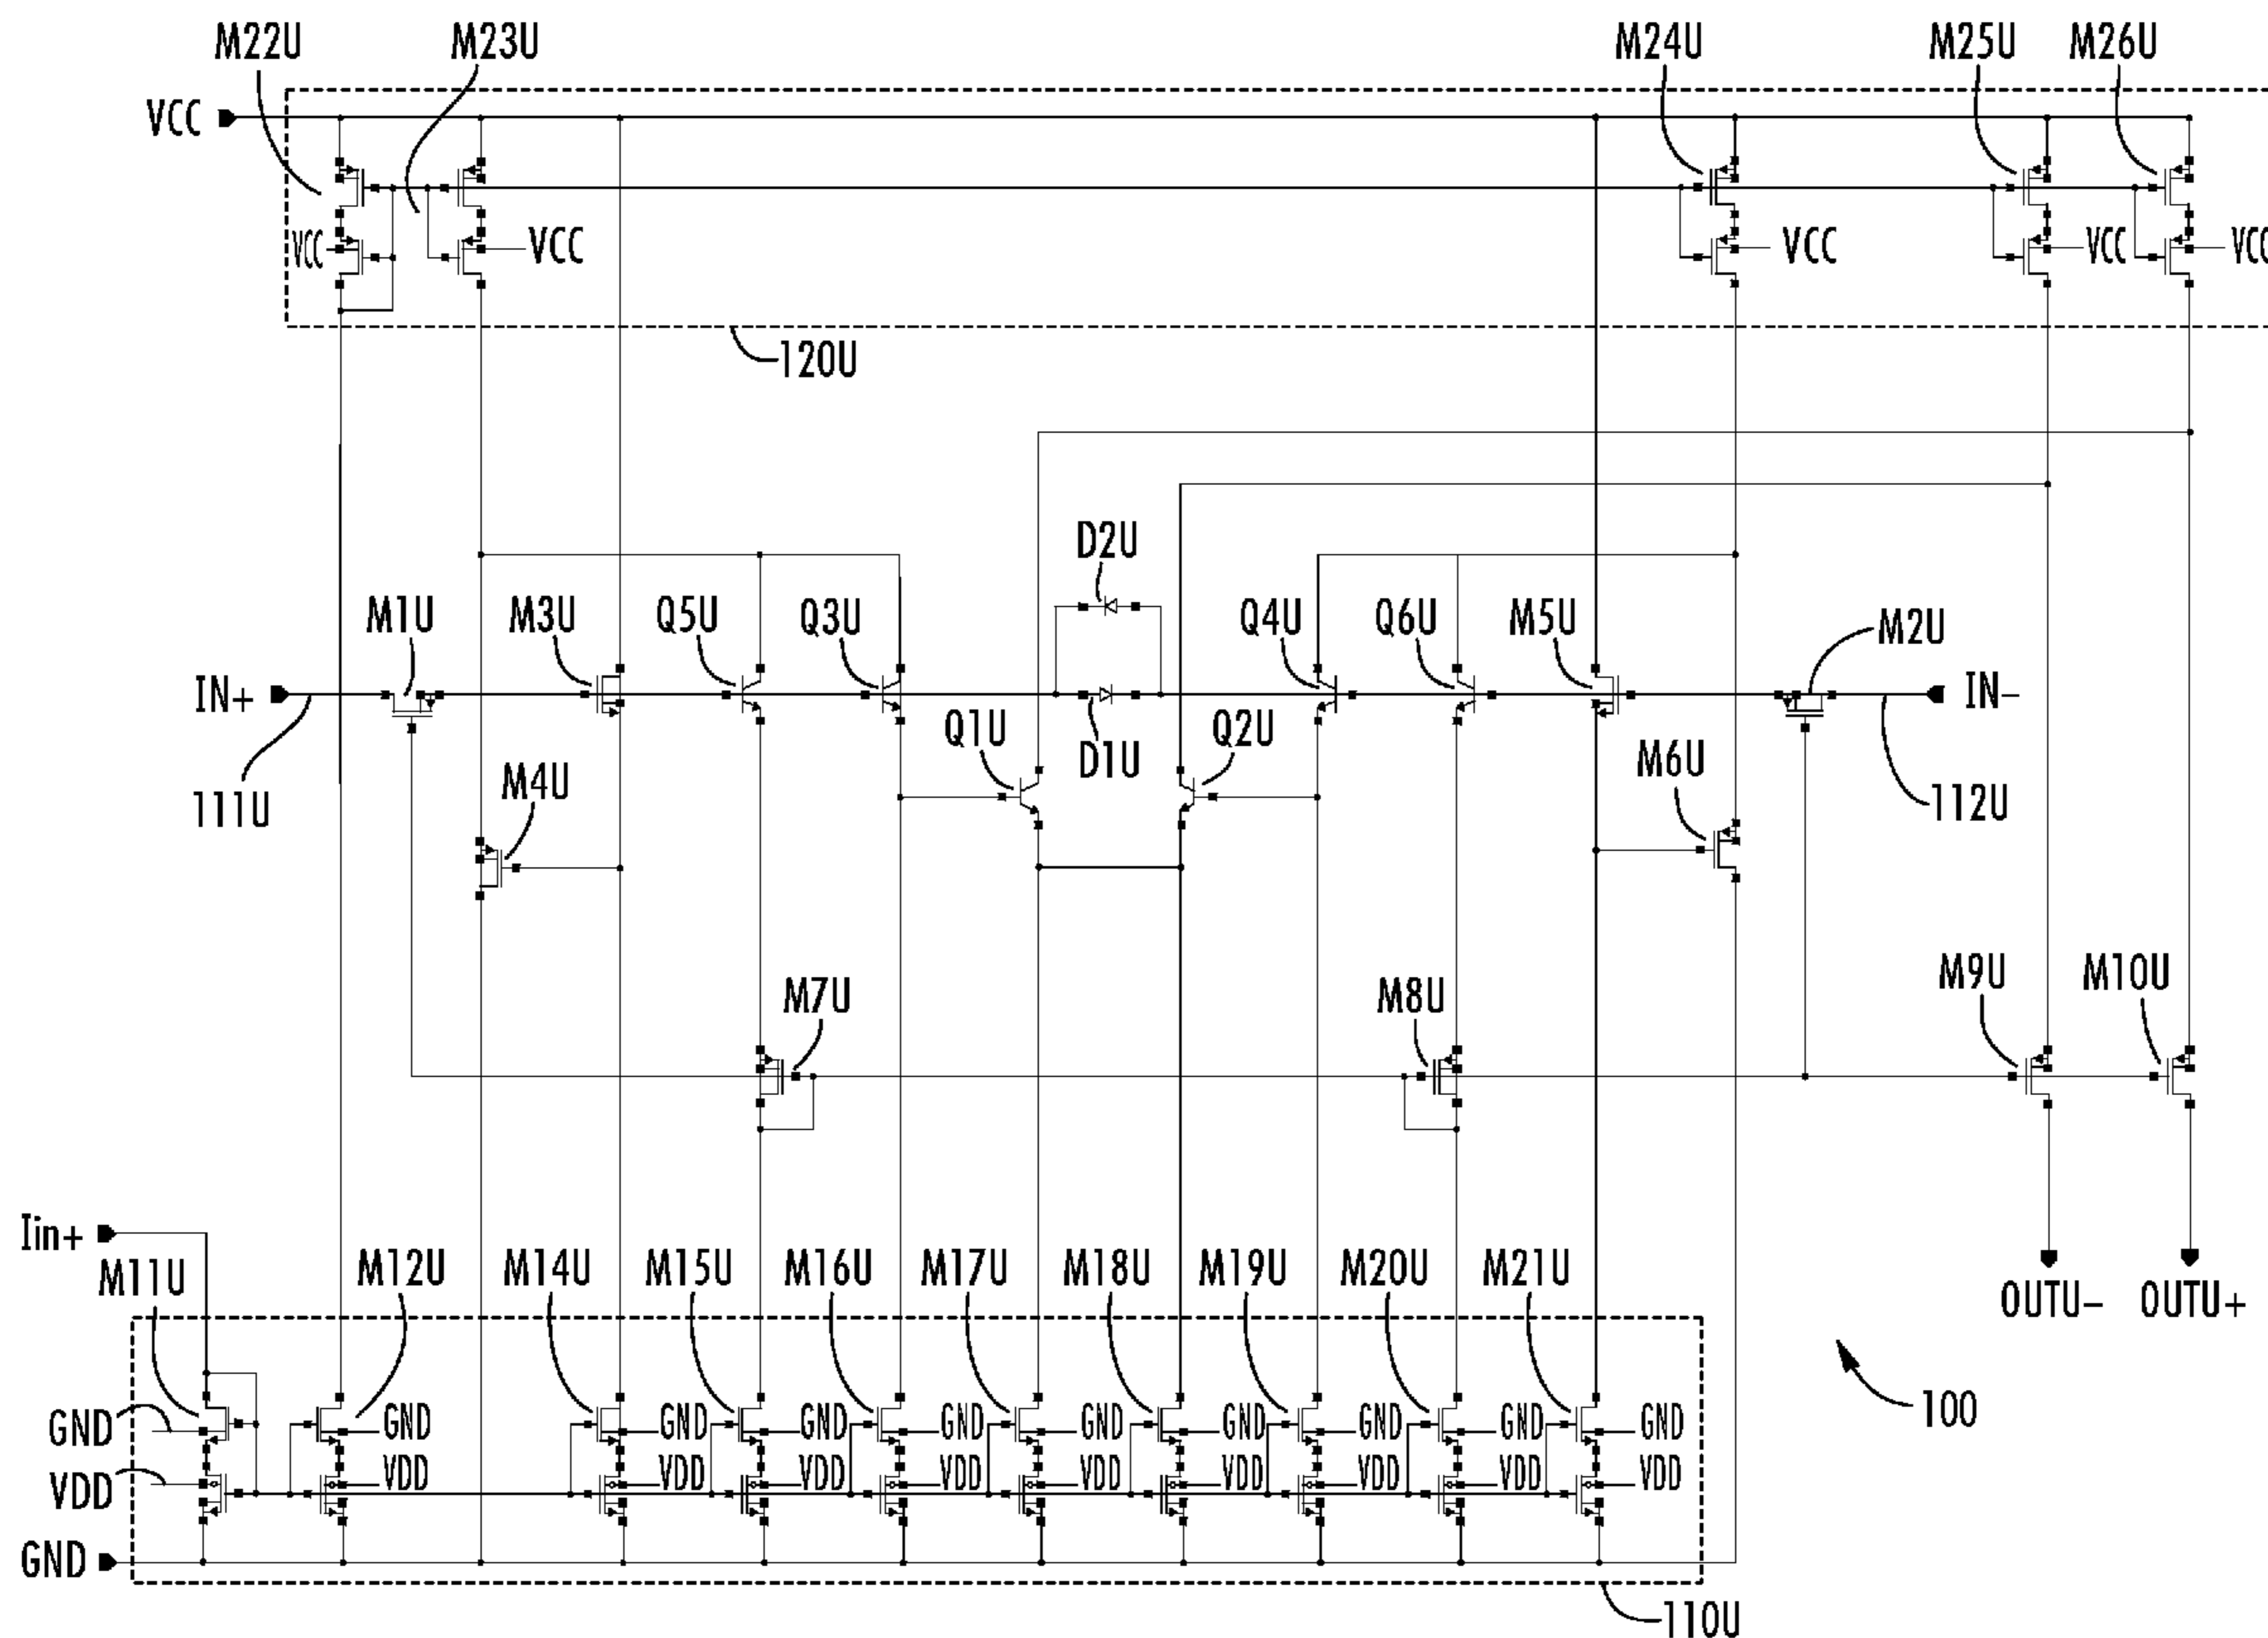 M22U M23U M24U M25U M26U
VCC
VCC VCC VCC VCC
120U
D2U
M1U M3U Q5U Q3U Q4U Q6U M5U M2U
IN+ IN-
Q1U D1U Q2U
M4U M6U
111U 112U
M7U M8U M9U M10U
Iin+
M11U M12U M14U M15U M16U M17U M18U M19U M20U M21U
OUTU- OUTU+
100
GND GND GND GND GND GND GND GND GND GND
VDD VDD VDD VDD VDD VDD VDD VDD VDD VDD
GND
110U